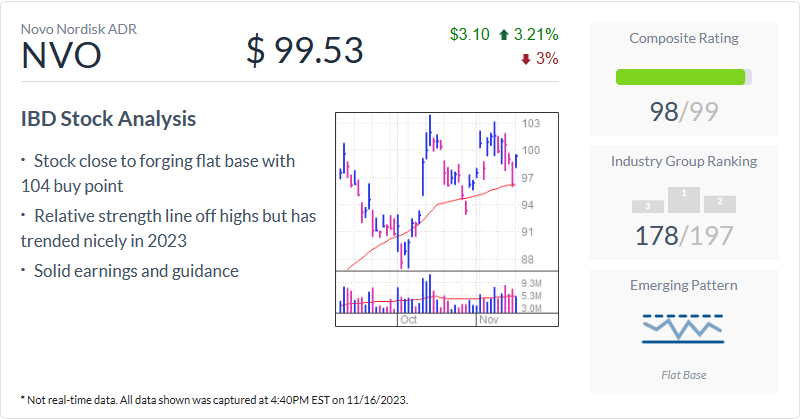 Novo Nordisk ADR
NVO
$ 99.53
$3.10 3.21%
3%
IBD Stock Analysis
• Stock close to forging flat base with
104 buy point
• Relative strength line off highs but has
trended nicely in 2023
• Solid earnings and guidance
103
100
97
94
91
88
9.3M
5.3M
3.0M
Oct
Nov
Composite Rating
98/99
Industry Group Ranking
3
1
2
178/197
Emerging Pattern
Flat Base
* Not real-time data. All data shown was captured at 4:40PM EST on 11/16/2023.